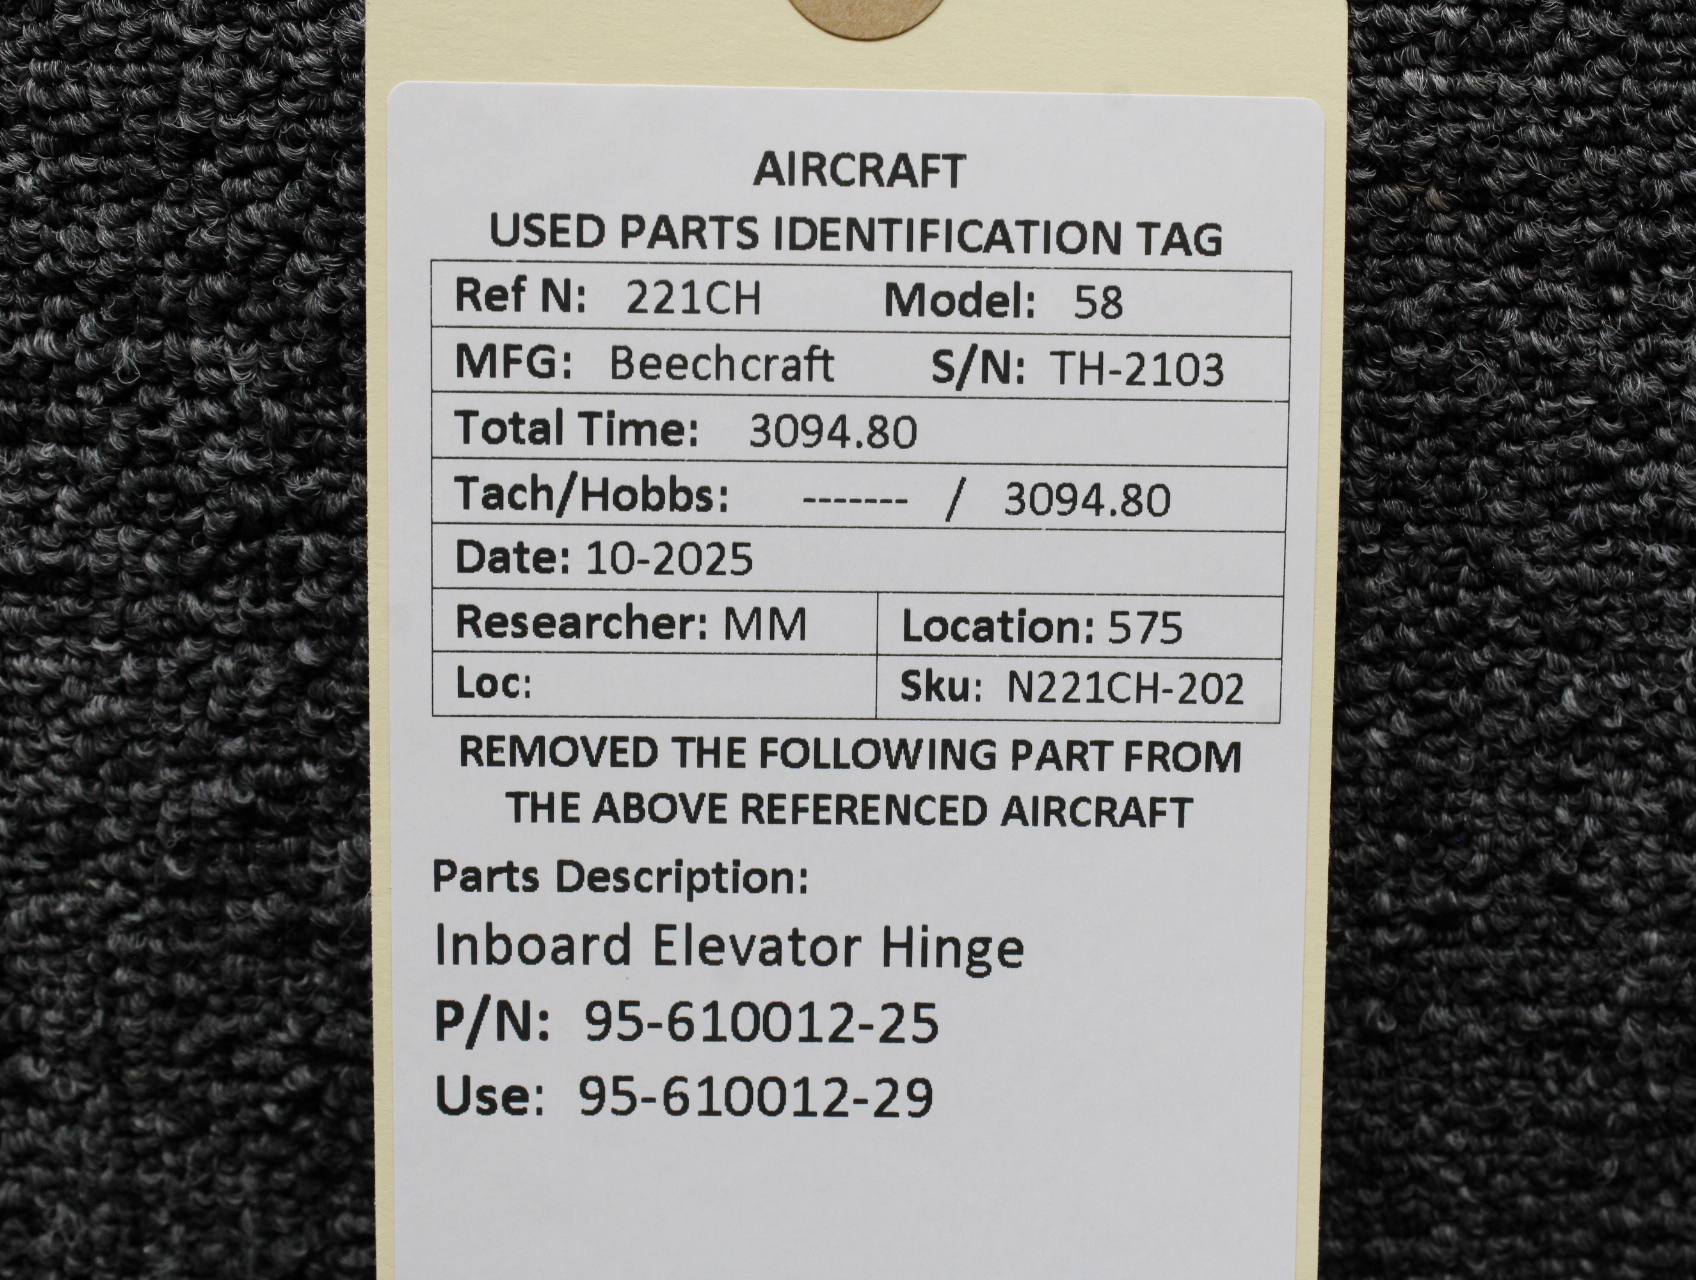 AIRCRAFT
USED PARTS IDENTIFICATION TAG
Ref N: 221CH Model: 58
MFG: Beechcraft S/N: TH-2103
Total Time: 3094.80
Tach/Hobbs: ------- / 3094.80
Date: 10-2025
Researcher: MM Location: 575
Loc: Sku: N221CH-202
REMOVED THE FOLLOWING PART FROM
THE ABOVE REFERENCED AIRCRAFT
Parts Description:
Inboard Elevator Hinge
P/N: 95-610012-25
Use: 95-610012-29